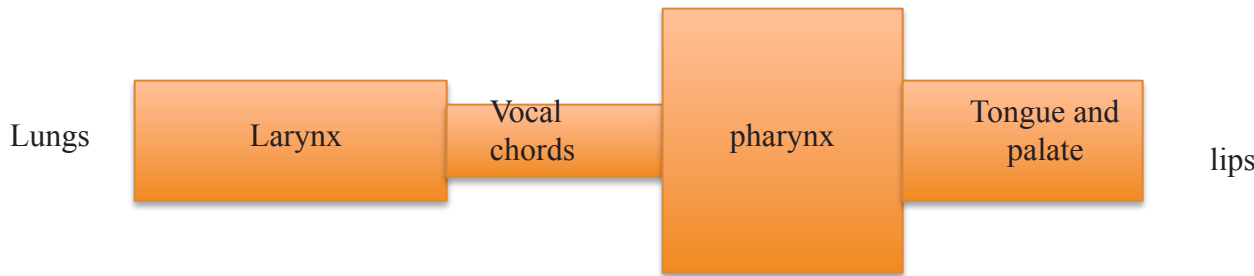 Lungs
Larynx
Vocal
chords
pharynx
Tongue and
palate
lips